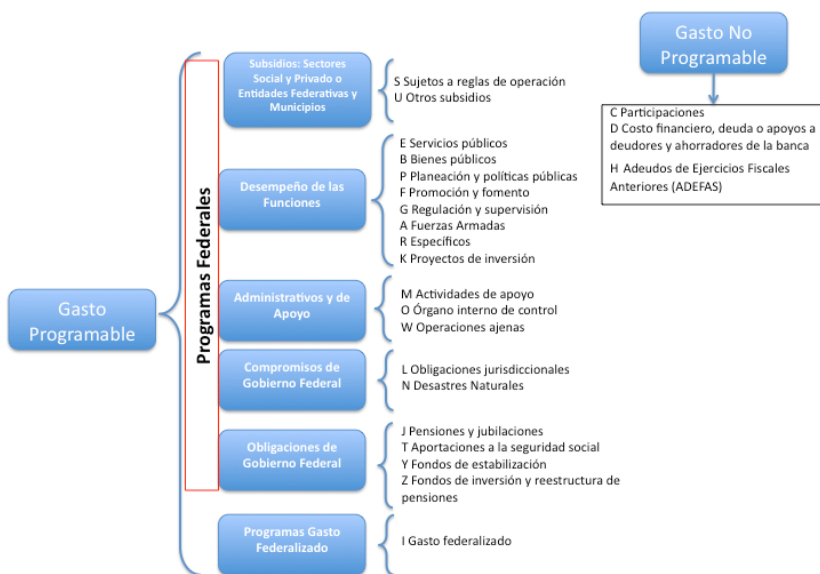 Gasto
Programable
Programas Federales
Subsidios: Sectores
Social y Privado o
Entidades Federativas y
Municipios
S Sujetos a reglas de operación
U Otros subsidios
Desempeño de las
Funciones
E Servicios públicos
B Bienes públicos
P Planeación y políticas públicas
F Promoción y fomento
G Regulación y supervisión
A Fuerzas Armadas
R Específicos
K Proyectos de inversión
Administrativos y de
Apoyo
M Actividades de apoyo
O Órgano interno de control
W Operaciones ajenas
Compromisos de
Gobierno Federal
L Obligaciones jurisdiccionales
N Desastres Naturales
Obligaciones de
Gobierno Federal
J Pensiones y jubilaciones
T Aportaciones a la seguridad social
Y Fondos de estabilización
Z Fondos de inversión y reestructura de
pensiones
Programas Gasto
Federalizado
I Gasto federalizado
Gasto No
Programable
C Participaciones
D Costo financiero, deuda o apoyos a
deudores y ahorradores de la banca
H Adeudos de Ejercicios Fiscales
Anteriores (ADEFAS)